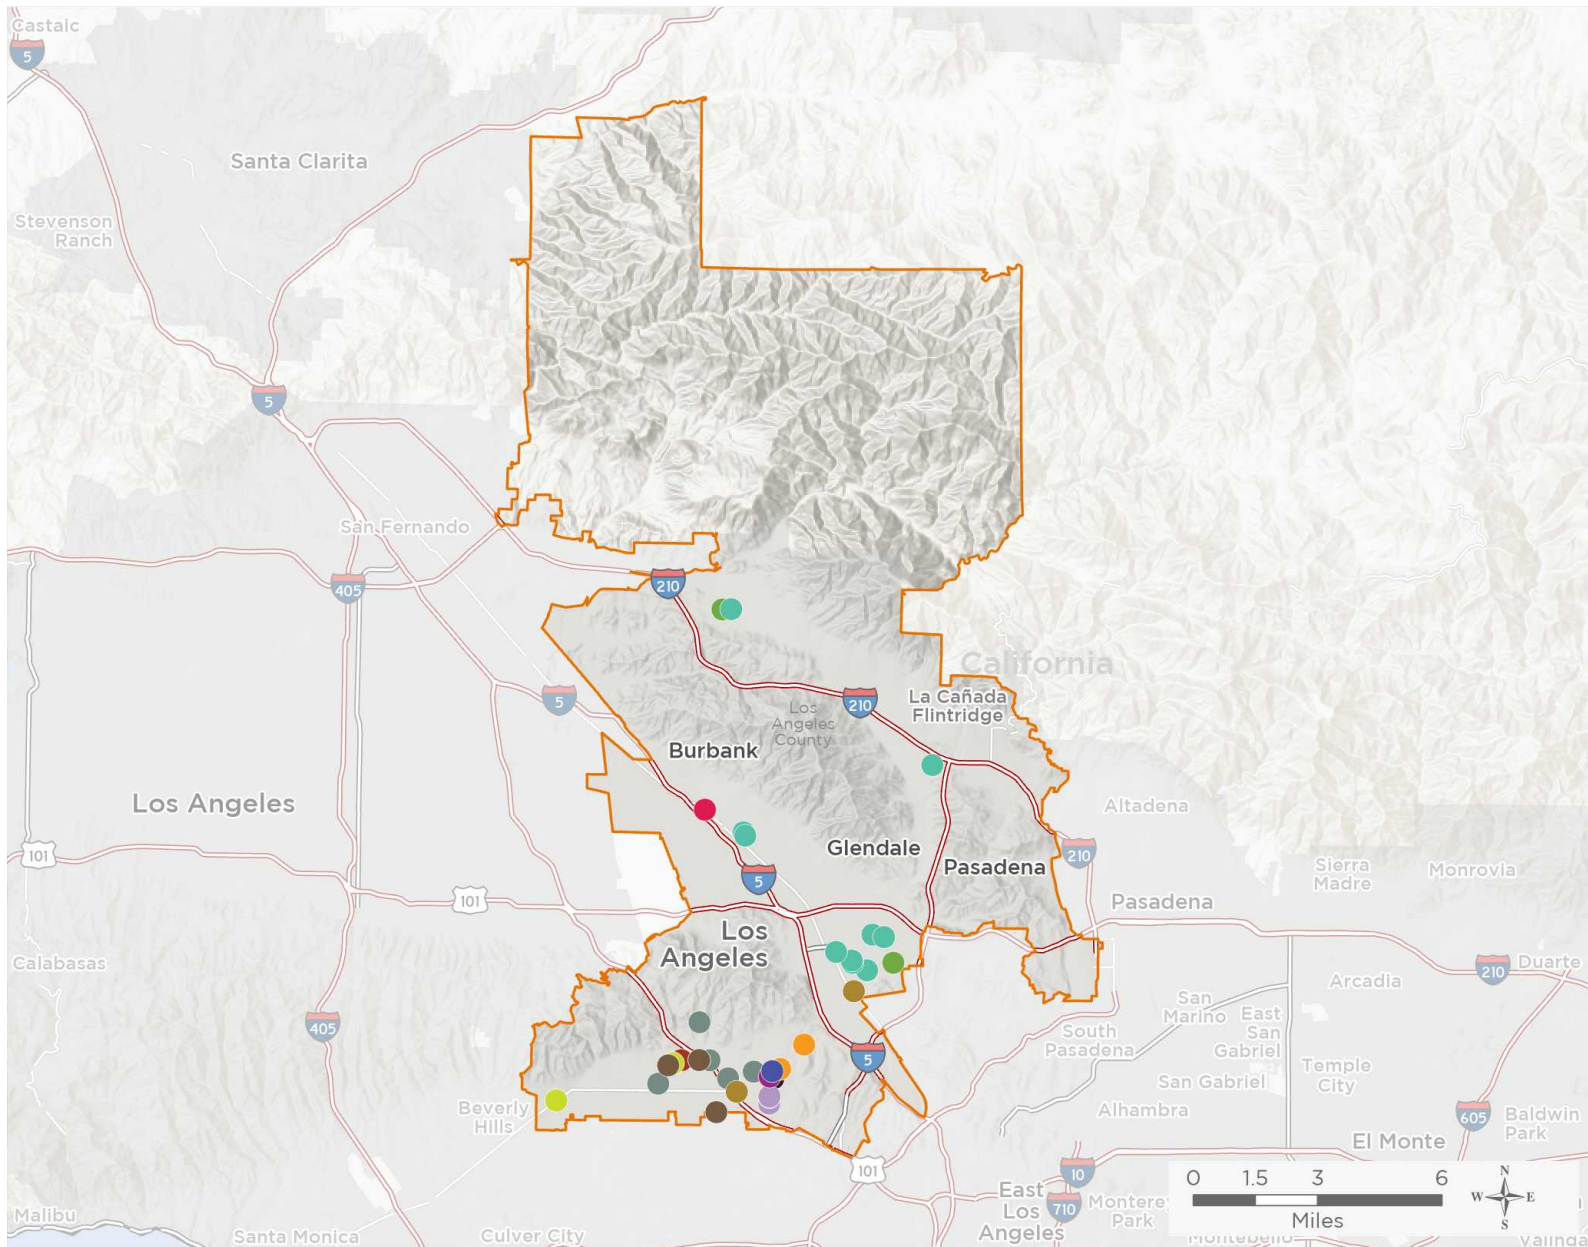 Castaic
5
Santa Clarita
Stevenson
Ranch
5
San Fernando
405
210
5
California
La Cañada
Flintridge
210
Los
Angeles
County
Burbank
Los Angeles
Altadena
Glendale
Pasadena
210
101
Sierra
Madre
Monrovia
5
101
Pasadena
Los
Angeles
Calabasas
Duarte
210
Arcadia
San
Marino
East
San
Gabriel
405
South
Pasadena
5
Temple
City
San Gabriel
Beverly
Hills
Alhambra
605
Baldwin
Park
El Monte
101
10
0 1.5 3 6
Miles
N
W E
S
East
Los
Angeles
710
Monterey
Park
Malibu
Santa Monica
Culver City
Montebello
Valinda